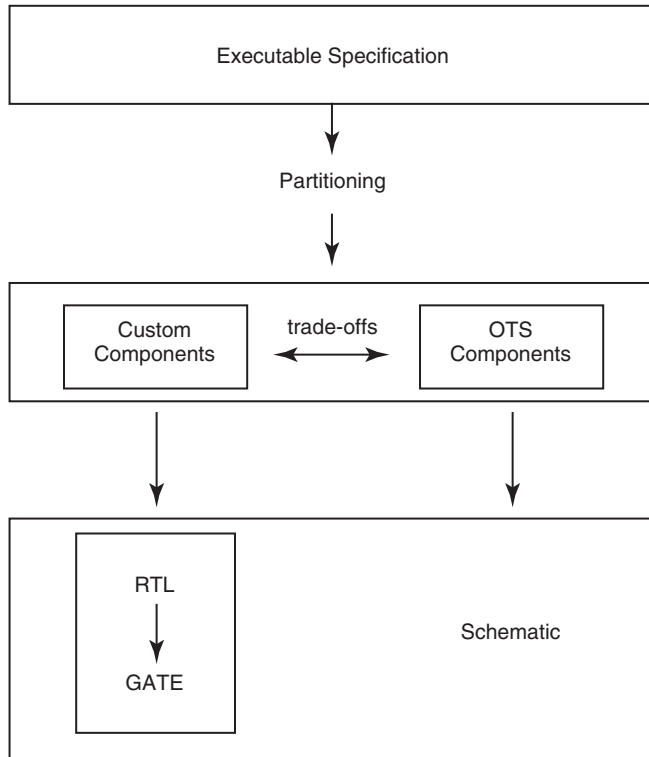 Executable Specification
Partitioning
Custom
Components
trade-offs
OTS
Components
RTL
GATE
Schematic